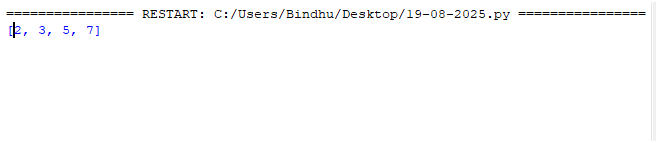 ================ RESTART: C:/Users/Bindhu/Desktop/19-08-2025.py ================
[2, 3, 5, 7]